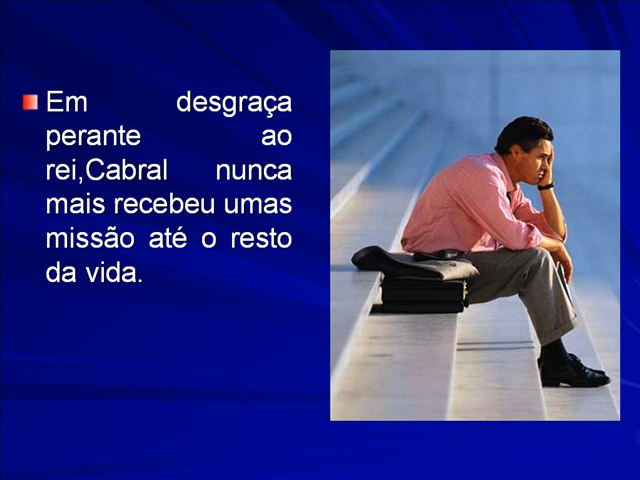 Em desgraça
perante ao
rei,Cabral nunca
mais recebeu umas
missão até o resto
da vida.